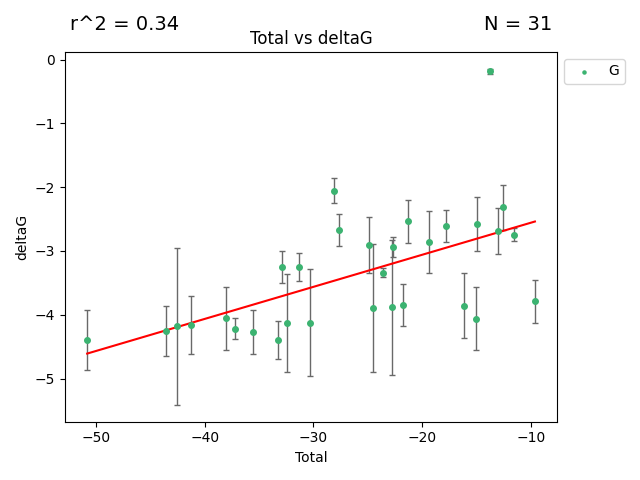 r^2 = 0.34
N = 31
Total vs deltaG
G
0
−1
−2
−3
−4
−5
deltaG
−50
−40
−30
−20
−10
Total